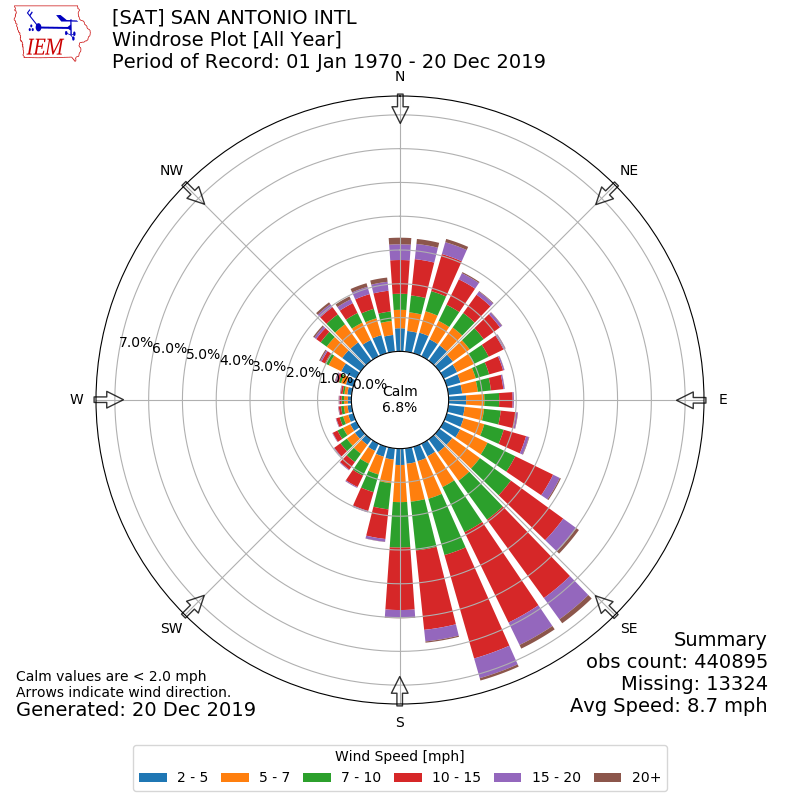 IEM
[SAT] SAN ANTONIO INTL
Windrose Plot [All Year]
Period of Record: 01 Jan 1970 - 20 Dec 2019
N
NW
NE
7.0%
6.0%
5.0%
4.0%
3.0%
2.0%
1.0%
0.0%
Calm
6.8%
W
E
SW
SE
S
Summary
obs count: 440895
Missing: 13324
Avg Speed: 8.7 mph
Calm values are < 2.0 mph
Arrows indicate wind direction.
Generated: 20 Dec 2019
Wind Speed [mph]
2 - 5 5 - 7 7 - 10 10 - 15 15 - 20 20+